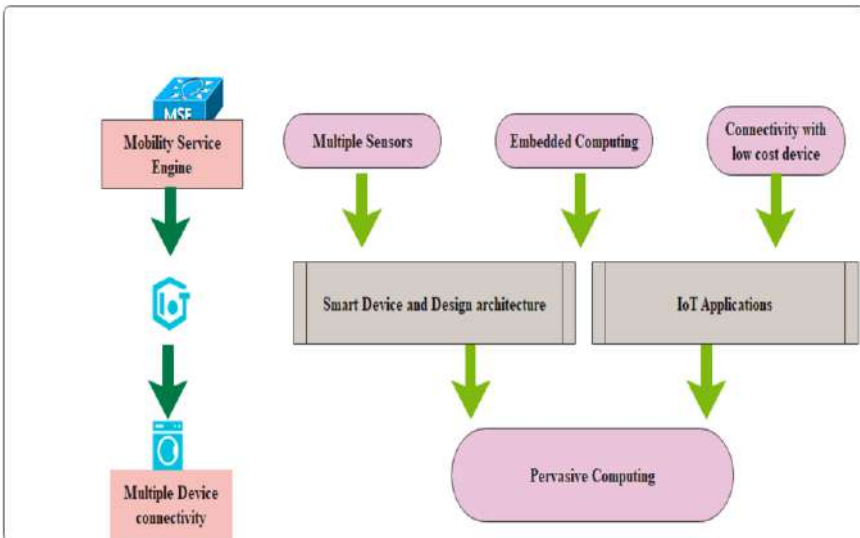 MSE
Mobility Service
Engine
Multiple Sensors
Embedded Computing
Connectivity with
low cost device
IoT
Smart Device and Design architecture
IoT Applications
Multiple Device
connectivity
Pervasive Computing